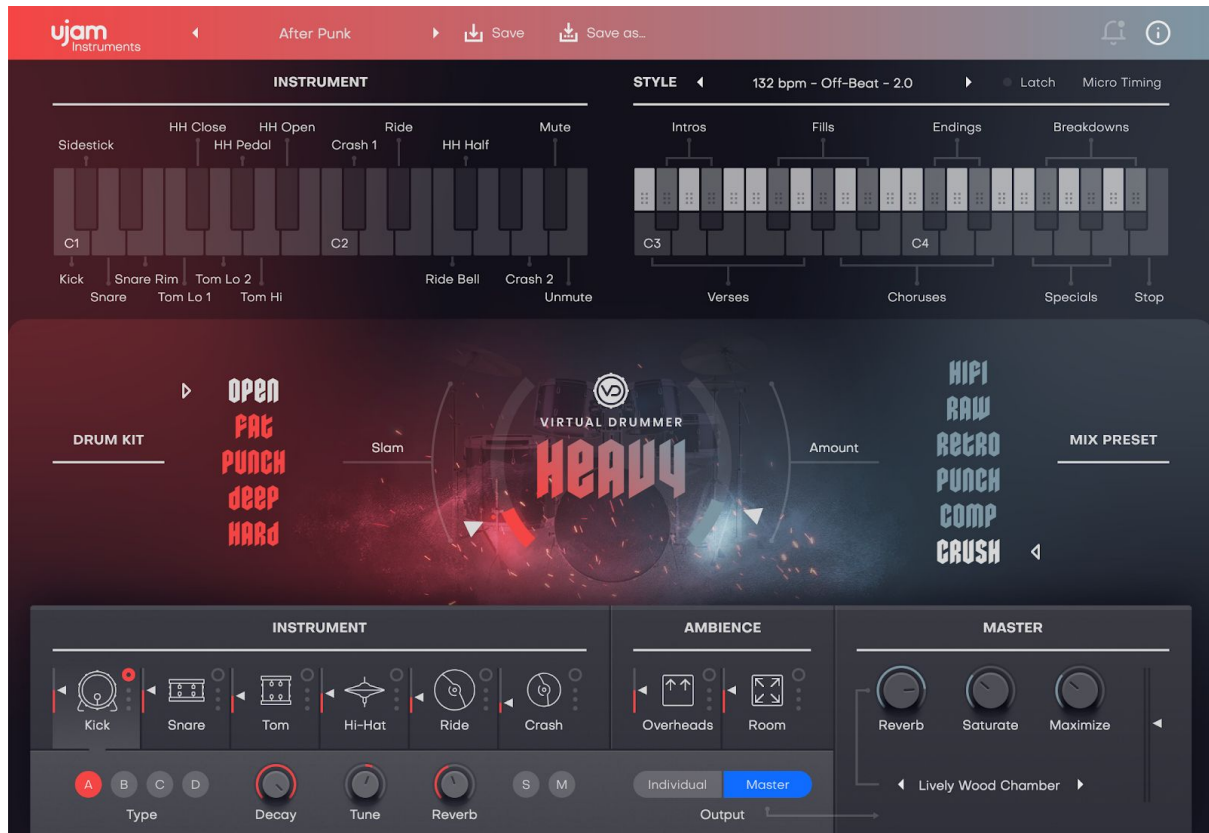 ujam
Instruments
After Punk
Save
Save as...
INSTRUMENT
STYLE
132 bpm - Off-Beat - 2.0
Latch
Micro Timing
HH Close
HH Open
Ride
Mute
Sidestick
HH Pedal
Crash 1
HH Half
Intros
Fills
Endings
Breakdowns
C1
C2
C3
C4
Kick
Snare Rim
Tom Lo 2
Ride Bell
Crash 2
Snare
Tom Lo 1
Tom Hi
Unmute
Verses
Choruses
Specials
Stop
DRUM KIT
OPEN
FAT
PUNCH
DEEP
HARD
Slam
VD
VIRTUAL DRUMMER
HEAVY
Amount
HIFI
RAW
RETRO
PUNCH
COMP
CRUSH
MIX PRESET
INSTRUMENT
AMBIENCE
MASTER
Kick
Snare
Tom
Hi-Hat
Ride
Crash
Overheads
Room
Reverb
Saturate
Maximize
A
B
C
D
Type
Decay
Tune
Reverb
S
M
Individual
Master
Output
Lively Wood Chamber